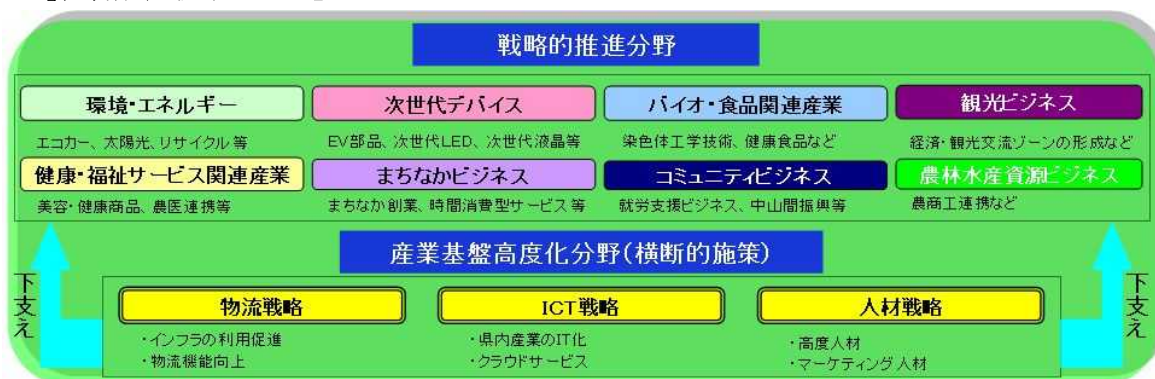 戦略的推進分野
環境・エネルギー
次世代デバイス
バイオ・食品関連産業
観光ビジネス
エコカー、太陽光、リサイクル等
EV部品、次世代LED、次世代液晶等
染色体工学技術、健康食品など
経済・観光交流ゾーンの形成など
健康・福祉サービス関連産業
まちなかビジネス
コミュニティビジネス
農林水産資源ビジネス
美容・健康商品、農医連携等
まちなか創業、時間消費型サービス等
就労支援ビジネス、中山間振興等
農商工連携など
産業基盤高度化分野(横断的施策)
下支え
下支え
物流戦略
ICT戦略
人材戦略
・インフラの利用促進
・県内産業のIT化
・高度人材
・物流機能向上
・クラウドサービス
・マーケティング人材